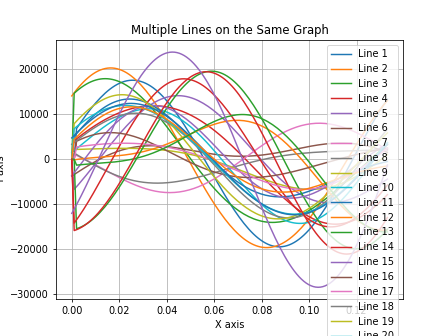 Multiple Lines on the Same Graph
20000
10000
0
−10000
−20000
−30000
0.00
0.02
0.04
0.06
0.08
0.10
X axis
axis
Line 1
Line 2
Line 3
Line 4
Line 5
Line 6
Line 7
Line 8
Line 9
Line 10
Line 11
Line 12
Line 13
Line 14
Line 15
Line 16
Line 17
Line 18
Line 19
Line 20